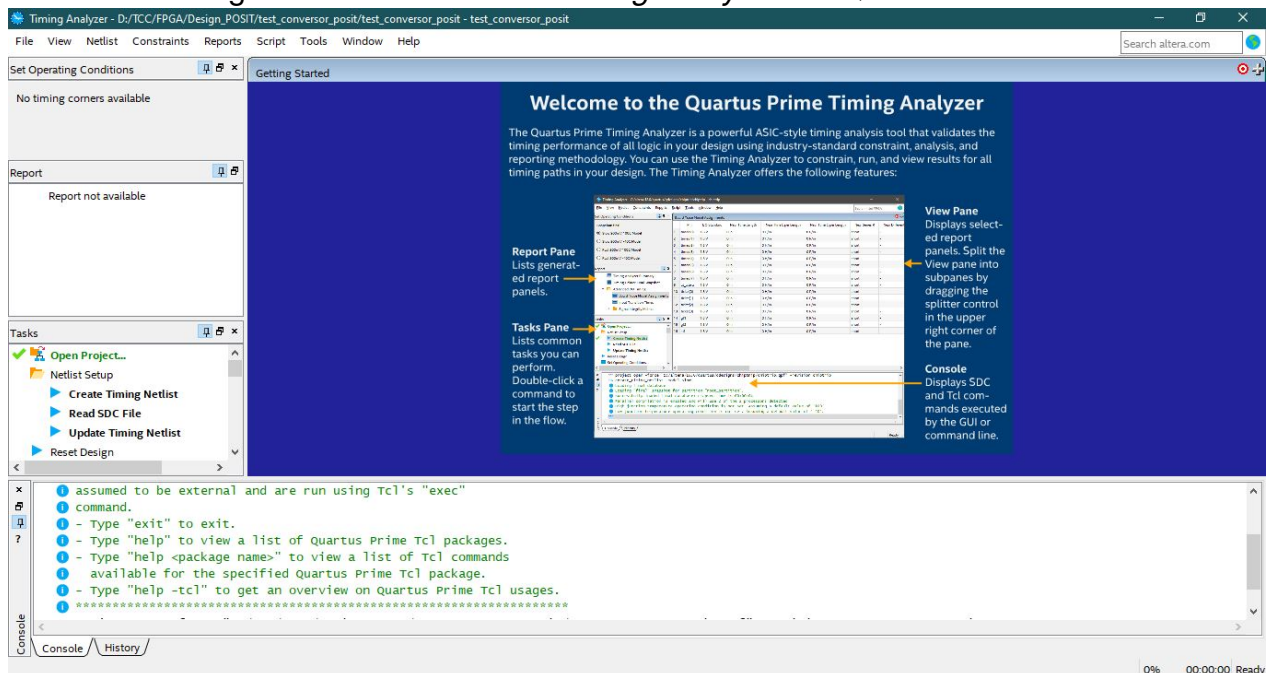 Timing Analyzer - D:/TCC/FPGA/Design_POSIT/test_conversor_posit/test_conversor_posit - test_conversor_posit
File View Netlist Constraints Reports Script Tools Window Help
Search altera.com
Set Operating Conditions
No timing corners available
Report
Report not available
Tasks
Open Project...
Netlist Setup
Create Timing Netlist
Read SDC File
Update Timing Netlist
Reset Design
Getting Started
Welcome to the Quartus Prime Timing Analyzer
The Quartus Prime Timing Analyzer is a powerful ASIC-style timing analysis tool that validates the
timing performance of all logic in your design using industry-standard constraint, analysis, and
reporting methodology. You can use the Timing Analyzer to constrain, run, and view results for all
timing paths in your design. The Timing Analyzer offers the following features:
Report Pane
Lists generat-
ed report
panels.
Tasks Pane
Lists common
tasks you can
perform.
Double-click a
command to
start the step
in the flow.
View Pane
Displays select-
ed report
panels. Split the
View pane into
subpanes by
dragging the
splitter control
in the upper
right corner of
the pane.
Console
Displays SDC
and Tcl com-
mands executed
by the GUI or
command line.
assumed to be external and are run using Tcl's "exec"
command.
- Type "exit" to exit.
- Type "help" to view a list of Quartus Prime Tcl packages.
- Type "help <package name>" to view a list of Tcl commands
available for the specified Quartus Prime Tcl package.
- Type "help -tcl" to get an overview on Quartus Prime Tcl usages.
*******************************************************************
Console
Console History
0% 00:00:00 Ready